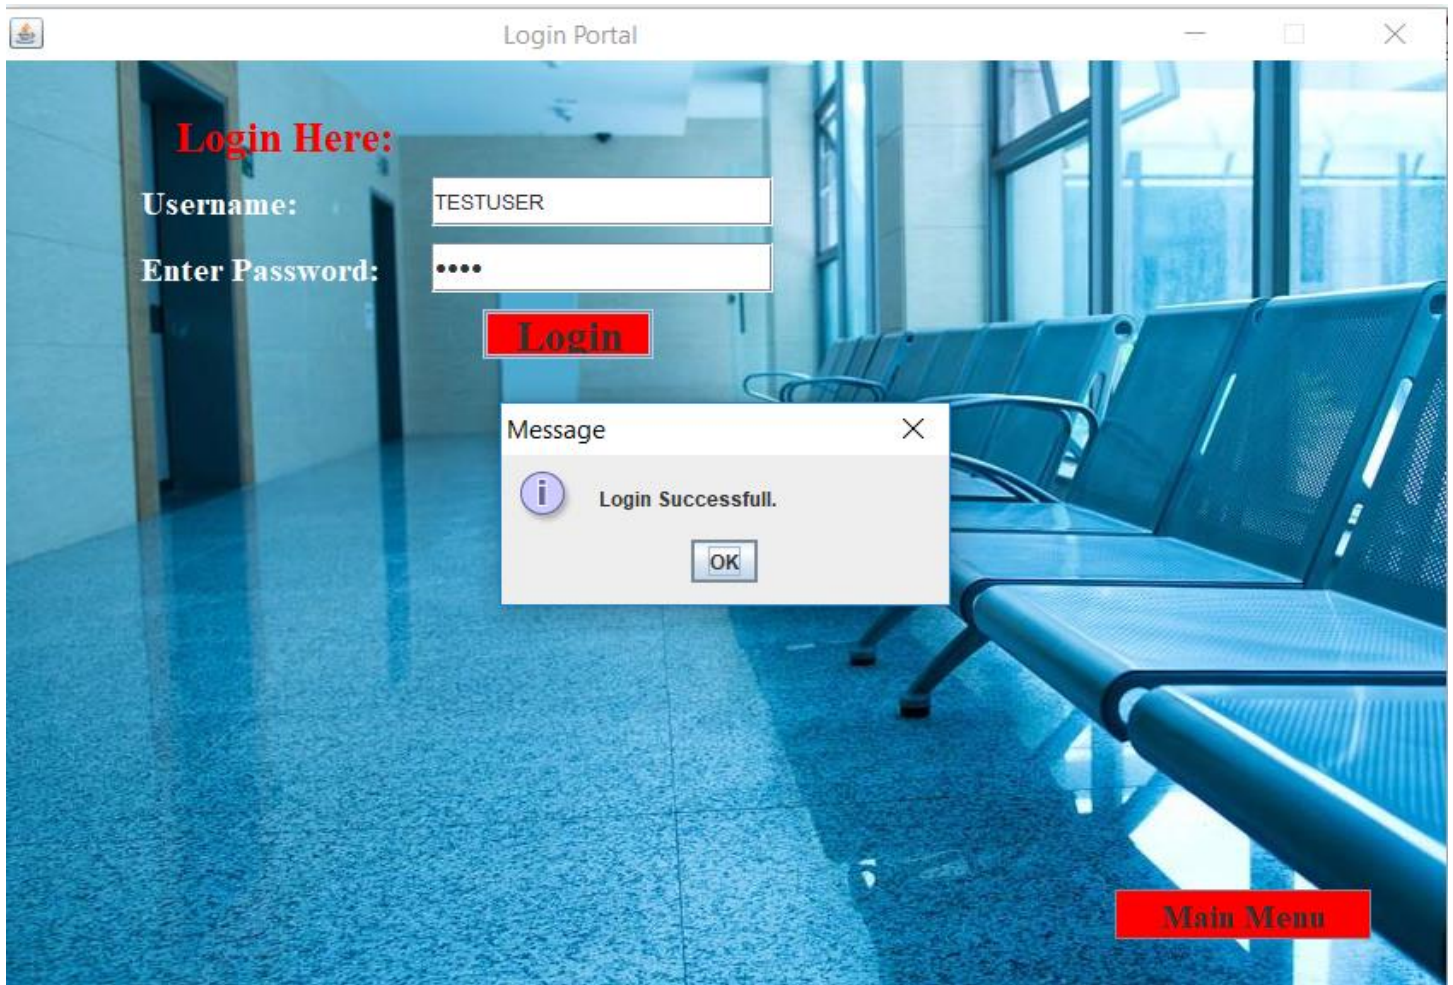 Login Portal
Login Here:
Username: TESTUSER
Enter Password: ••••
Login
Message
i
Login Successfull.
OK
Main Menu